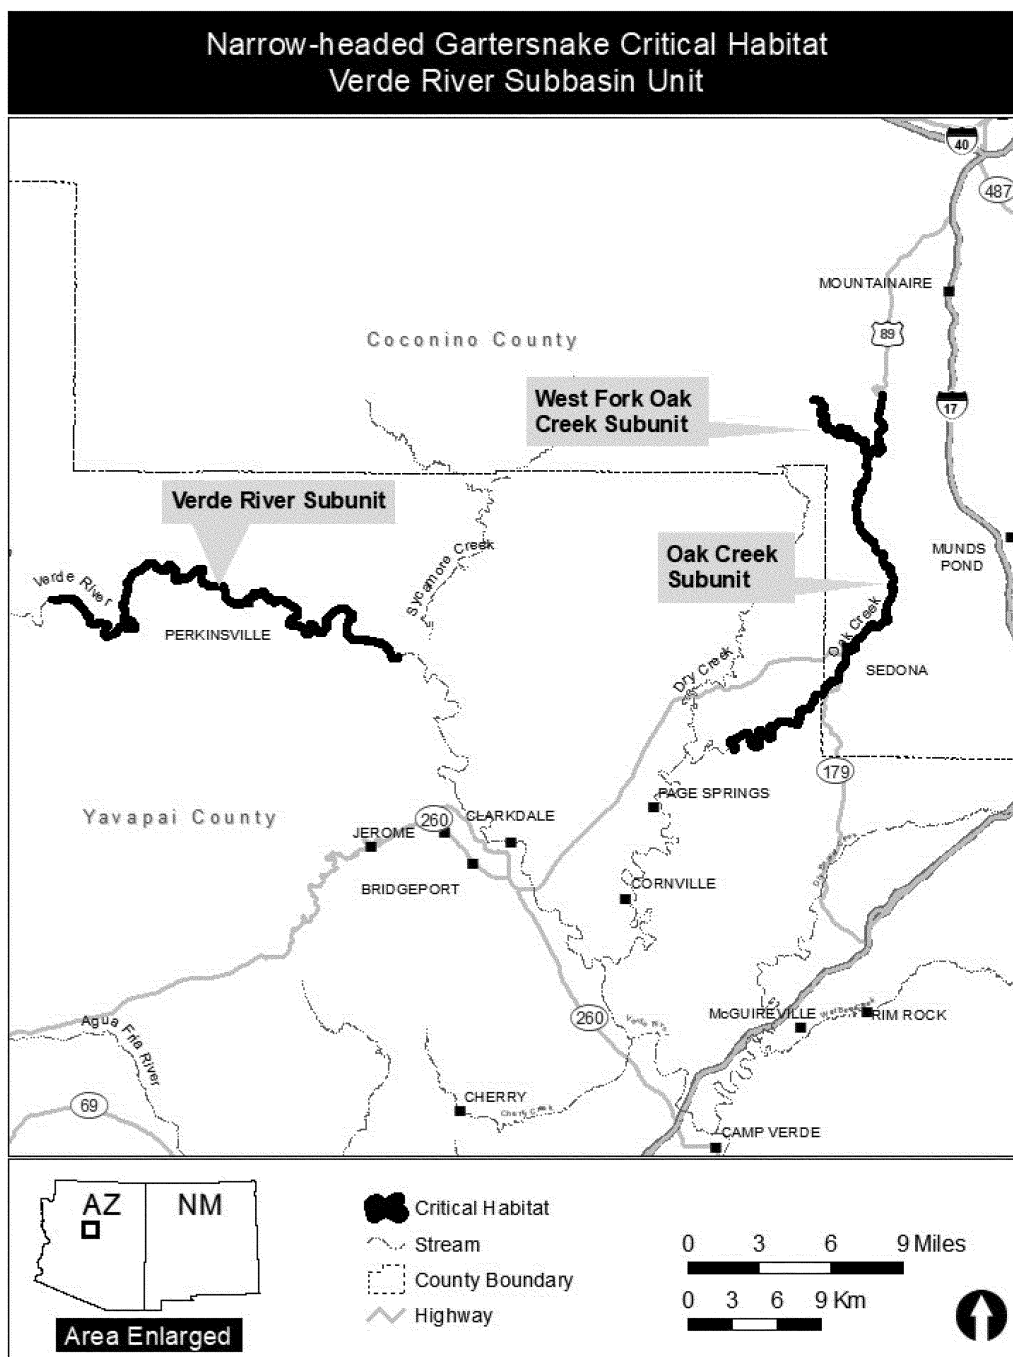 Narrow-headed Gartersnake Critical Habitat
Verde River Subbasin Unit
40
487
MOUNTAINAIRE
89
Coconino County
West Fork Oak
Creek Subunit
17
Verde River Subunit
Oak Creek
Subunit
MUNDS
POND
Sycamore Creek
Verde River
PERKINSVILLE
Oak Creek
Dry Creek
SEDONA
179
PAGE SPRINGS
Yavapai County
260
CLARKDALE
JEROME
BRIDGEPORT
CORNVILLE
260
McGUIREVILLE
RIM ROCK
Agua Fria River
69
CHERRY
Cherry Creek
CAMP VERDE
AZ
NM
Area Enlarged
Critical Habitat
Stream
County Boundary
Highway
0 3 6 9 Miles
0 3 6 9 Km